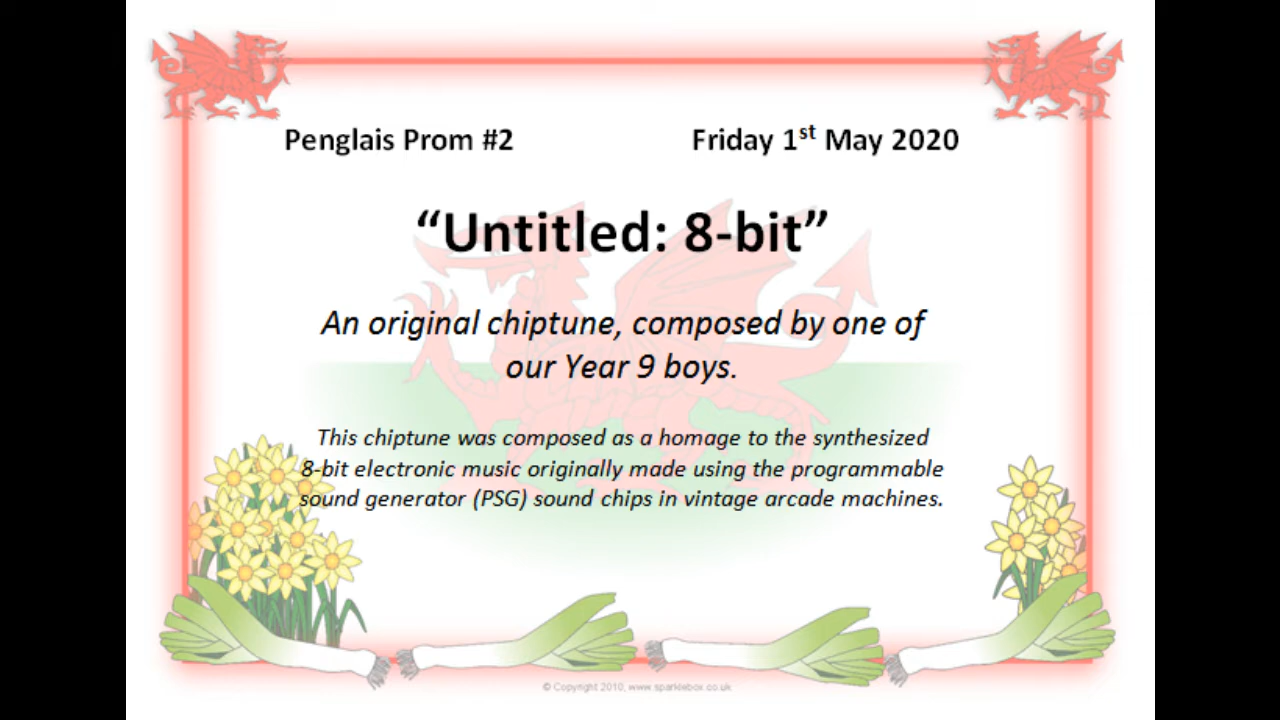 Penglais Prom #2 Friday 1st May 2020
“Untitled: 8-bit”
An original chiptune, composed by one of
our Year 9 boys.
This chiptune was composed as a homage to the synthesized
8-bit electronic music originally made using the programmable
sound generator (PSG) sound chips in vintage arcade machines.
© Copyright 2010, www.sparklebox.co.uk